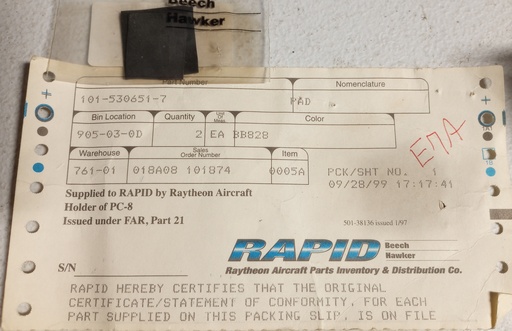 Beech
Hawker
Part Number
Nomenclature
101-530651-7 PAD
Bin Location Quantity Unit Of Meas Color
905-03-0D 2 EA BB828
Warehouse Sales Order Number Item
761-01 018A08 101874 0005A PCK/SHT NO. 1
09/28/99 17:17:41
Supplied to RAPID by Raytheon Aircraft
Holder of PC-8
Issued under FAR, Part 21
501-38136 issued 1/97
RAPID Beech
Hawker
Raytheon Aircraft Parts Inventory & Distribution Co.
S/N
RAPID HEREBY CERTIFIES THAT THE ORIGINAL
CERTIFICATE/STATEMENT OF CONFORMITY, FOR EACH
PART SUPPLIED ON THIS PACKING SLIP, IS ON FILE